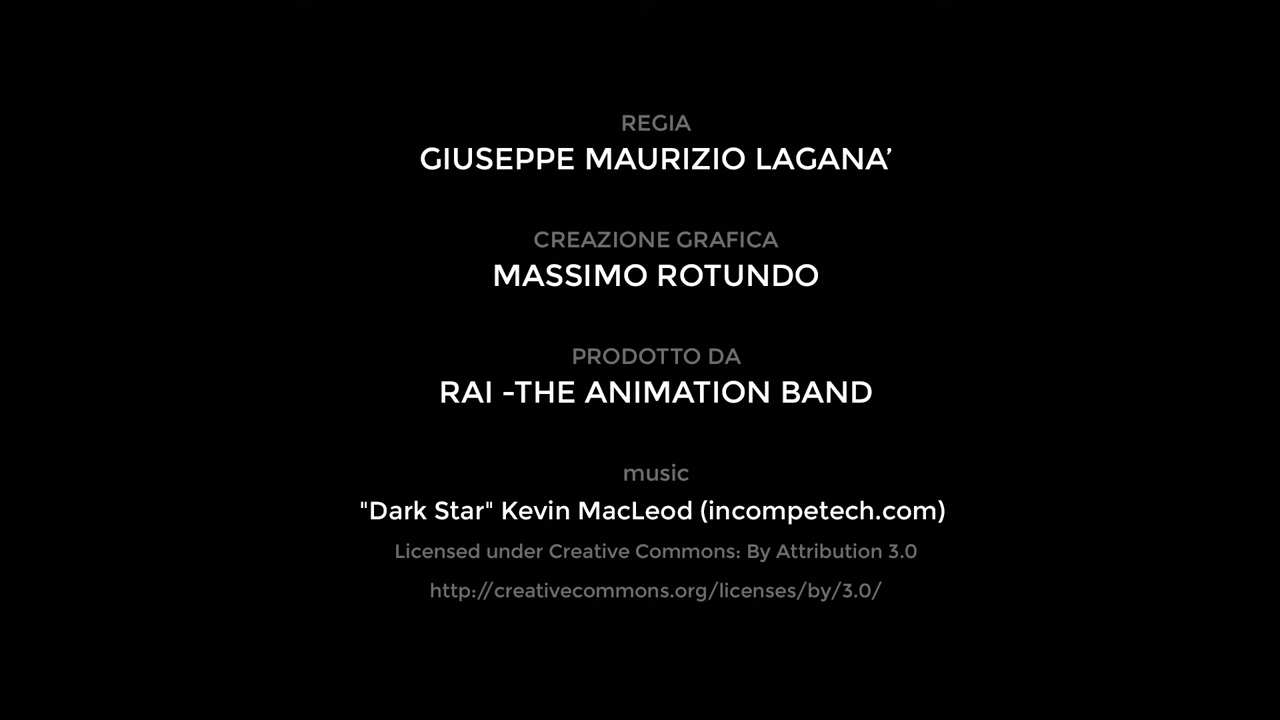 REGIA
GIUSEPPE MAURIZIO LAGANA’
CREAZIONE GRAFICA
MASSIMO ROTUNDO
PRODOTTO DA
RAI -THE ANIMATION BAND
music
"Dark Star" Kevin MacLeod (incompetech.com)
Licensed under Creative Commons: By Attribution 3.0
http://creativecommons.org/licenses/by/3.0/